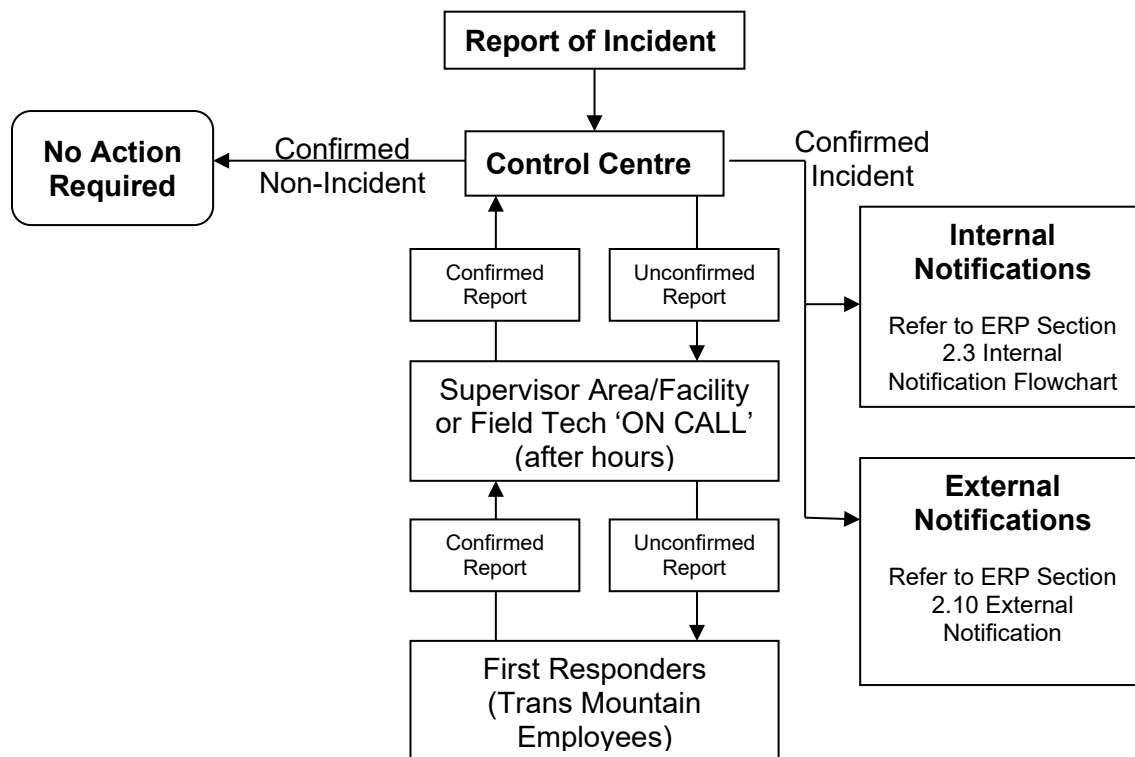 Report of Incident
No Action
Required
Confirmed
Non-Incident
Control Centre
Confirmed
Incident
Internal
Notifications
Refer to ERP Section
2.3 Internal
Notification Flowchart
Confirmed
Report
Unconfirmed
Report
Supervisor Area/Facility
or Field Tech ‘ON CALL’
(after hours)
External
Notifications
Refer to ERP Section
2.10 External
Notification
Confirmed
Report
Unconfirmed
Report
First Responders
(Trans Mountain
Employees)